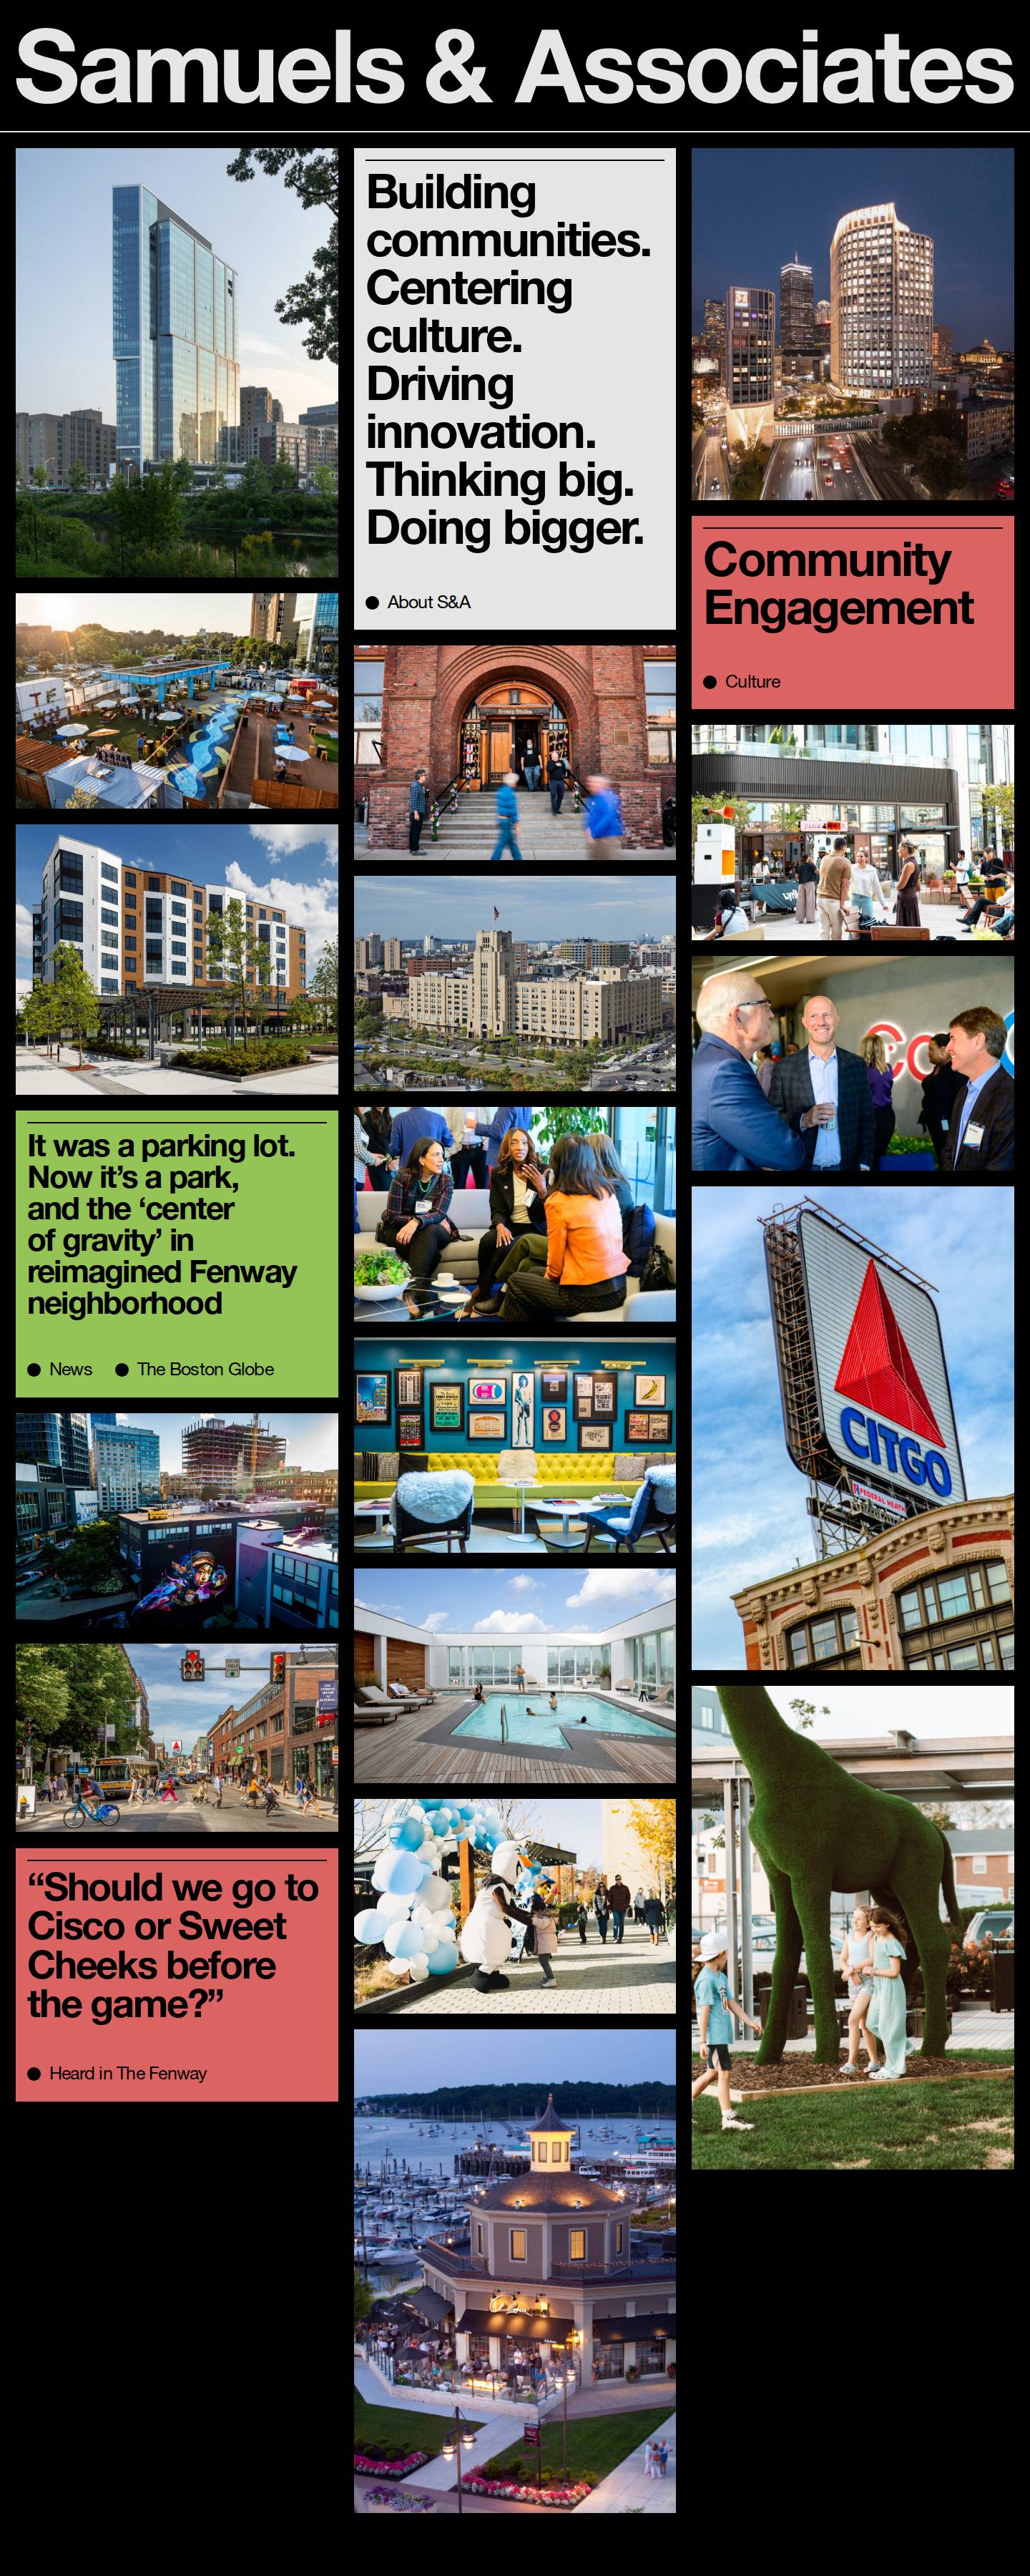 Samuels & Associates
Building
communities.
Centering
culture.
Driving
innovation.
Thinking big.
Doing bigger.
About S&A
Community
Engagement
Culture
It was a parking lot.
Now it’s a park,
and the ‘center
of gravity’ in
reimagined Fenway
neighborhood
News
The Boston Globe
CITGO
“Should we go to
Cisco or Sweet
Cheeks before
the game?”
Heard in The Fenway